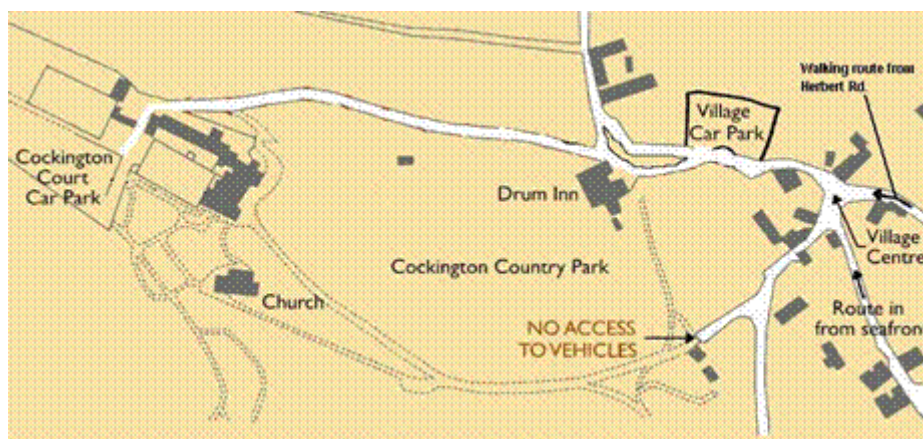 Walking route from
Herbert Rd.
Village
Car Park
Cockington
Court
Car Park
Drum Inn
Village
Centre
Cockington Country Park
Church
Route in
from seafron
NO ACCESS
TO VEHICLES